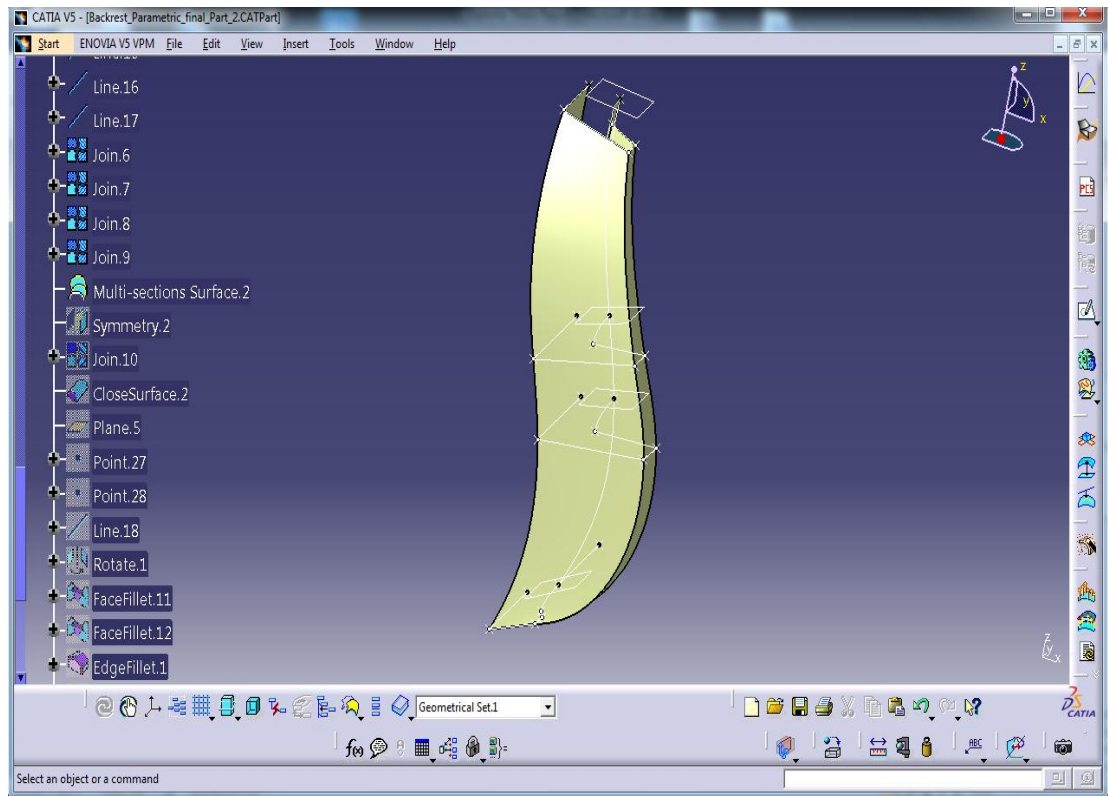 CATIA V5 - [Backrest_Parametric_final_Part_2.CATPart]
Start ENOVIA V5 VPM File Edit View Insert Tools Window Help
Line.16
Line.17
Join.6
Join.7
Join.8
Join.9
Multi-sections Surface.2
Symmetry.2
Join.10
CloseSurface.2
Plane.5
Point.27
Point.28
Line.18
Rotate.1
FaceFillet.11
FaceFillet.12
EdgeFillet.1
z
y
x
PCS
z
y
x
Geometrical Set.1
CATIA
f(x)
ABC
Select an object or a command